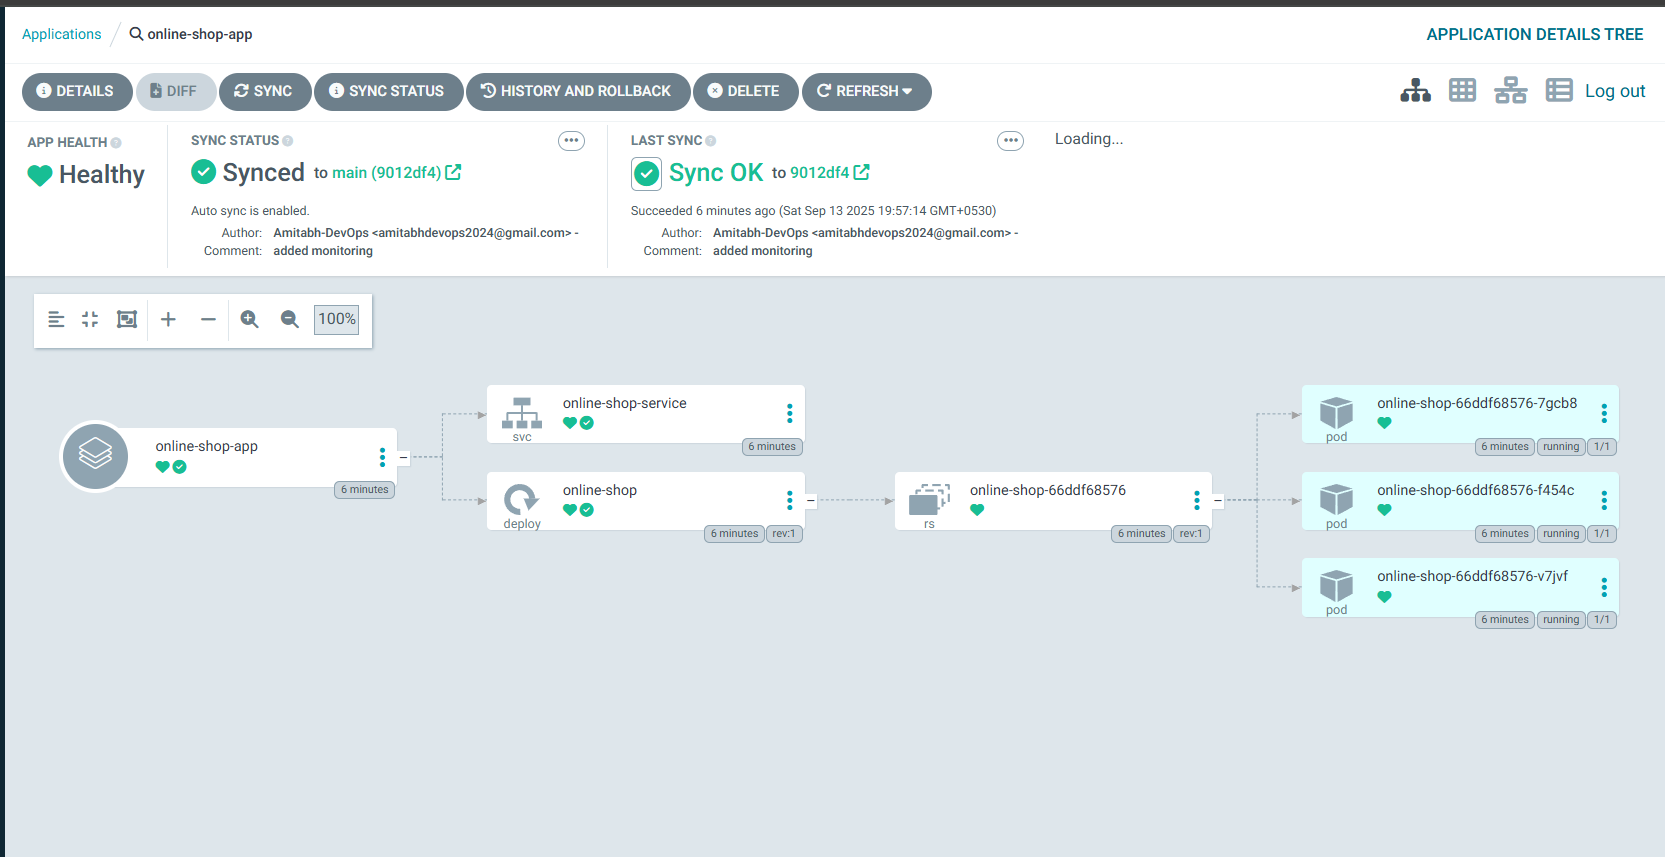 Applications / online-shop-app
APPLICATION DETAILS TREE
DETAILS DIFF SYNC SYNC STATUS HISTORY AND ROLLBACK DELETE REFRESH
Log out
APP HEALTH
Healthy
SYNC STATUS
Synced to main (9012df4)
Auto sync is enabled.
Author: Amitabh-DevOps <amitabhdevops2024@gmail.com> -
Comment: added monitoring
LAST SYNC
Sync OK to 9012df4
Succeeded 6 minutes ago (Sat Sep 13 2025 19:57:14 GMT+0530)
Author: Amitabh-DevOps <amitabhdevops2024@gmail.com> -
Comment: added monitoring
Loading...
100%
online-shop-app
6 minutes
svc
online-shop-service
6 minutes
deploy
online-shop
6 minutes rev:1
rs
online-shop-66ddf68576
6 minutes rev:1
pod
online-shop-66ddf68576-7gcb8
6 minutes running 1/1
pod
online-shop-66ddf68576-f454c
6 minutes running 1/1
pod
online-shop-66ddf68576-v7jvf
6 minutes running 1/1